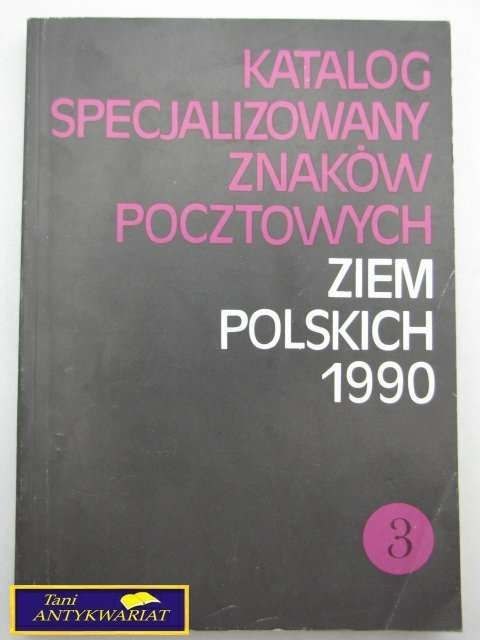 KATALOG
SPECJALIZOWANY
ZNAKÓW
POCZTOWYCH
ZIEM
POLSKICH
1990
3
Tani
ANTYKWARIAT